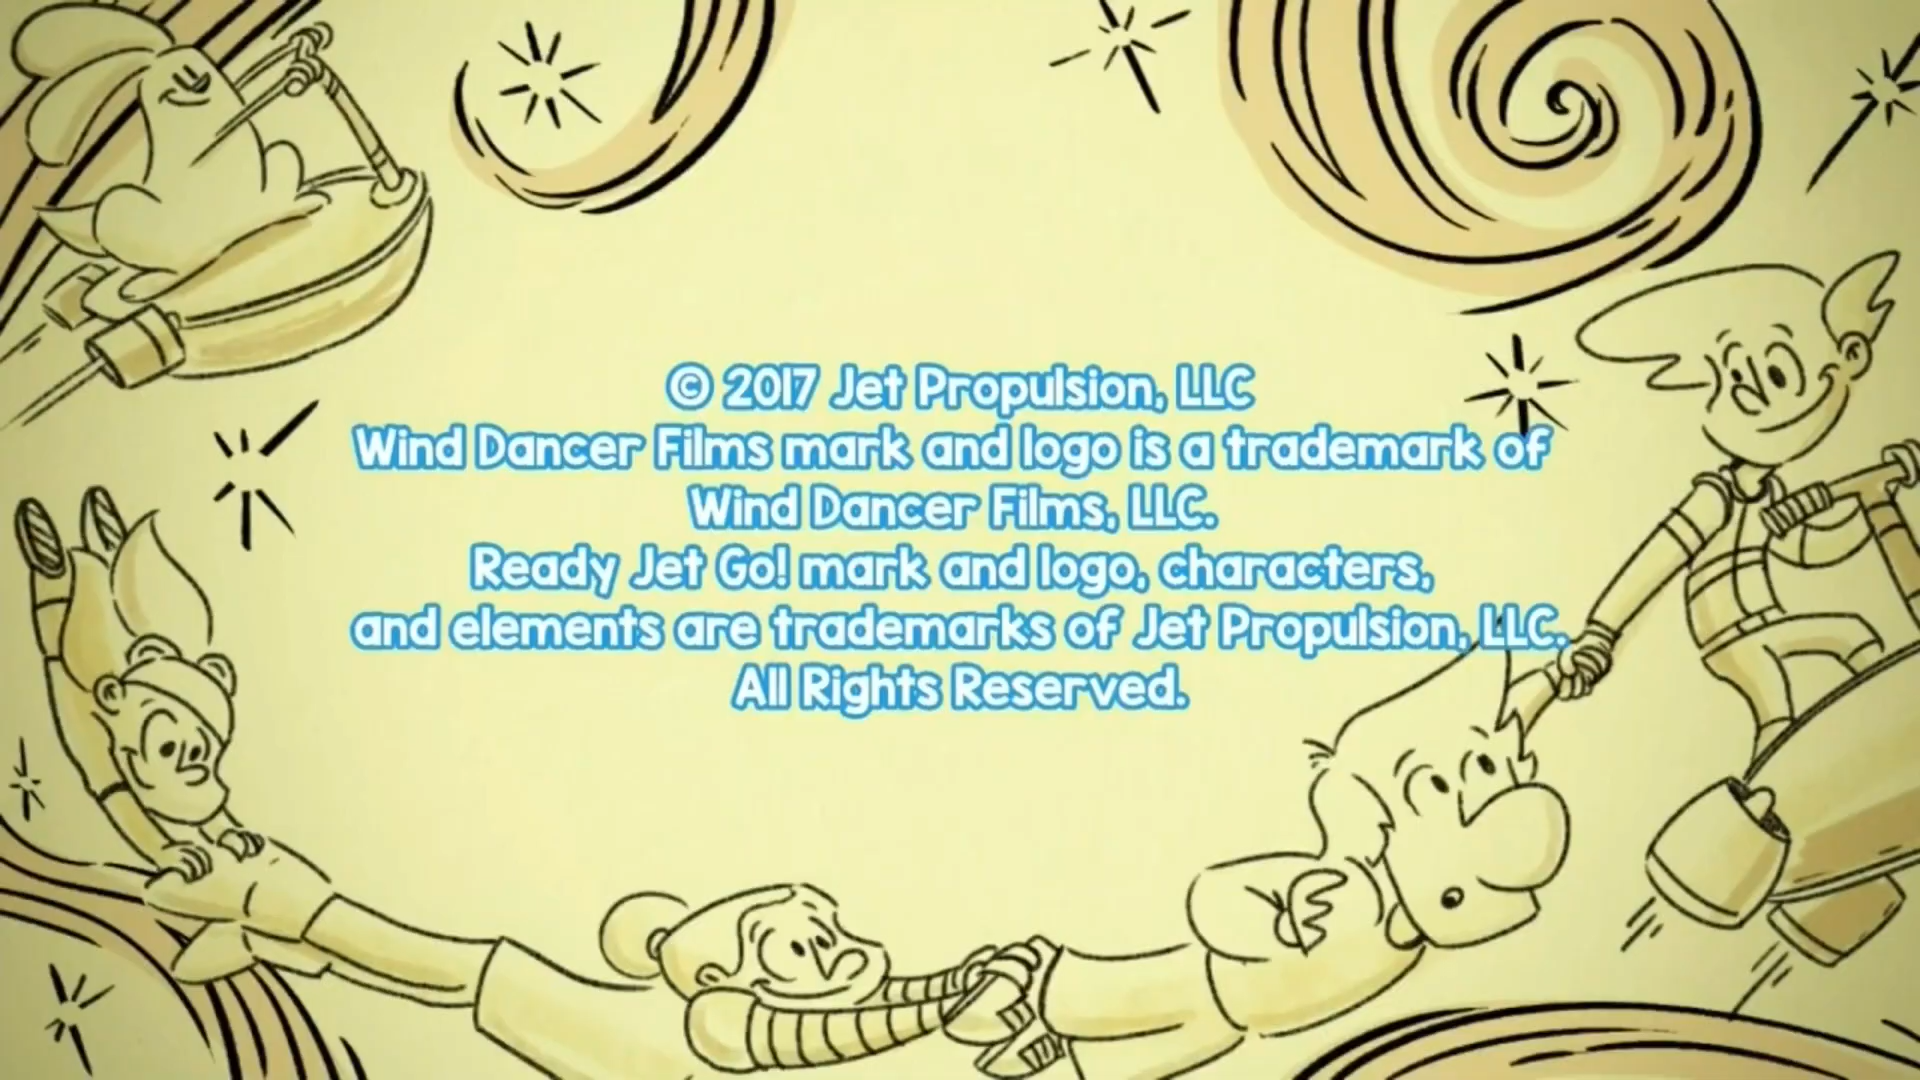 © 2017 Jet Propulsion, LLC
Wind Dancer Films mark and logo is a trademark of
Wind Dancer Films, LLC.
Ready Jet Go! mark and logo, characters,
and elements are trademarks of Jet Propulsion, LLC.
All Rights Reserved.